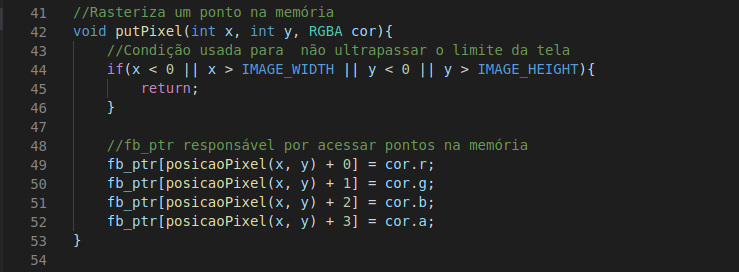 41 //Rasteriza um ponto na memória
42 void putPixel(int x, int y, RGBA cor){
43 //Condição usada para  não ultrapassar o limite da tela
44 if(x < 0 || x > IMAGE_WIDTH || y < 0 || y > IMAGE_HEIGHT){
45 return;
46 }
47
48 //fb_ptr responsável por acessar pontos na memória
49 fb_ptr[posicaoPixel(x, y) + 0] = cor.r;
50 fb_ptr[posicaoPixel(x, y) + 1] = cor.g;
51 fb_ptr[posicaoPixel(x, y) + 2] = cor.b;
52 fb_ptr[posicaoPixel(x, y) + 3] = cor.a;
53 }
54